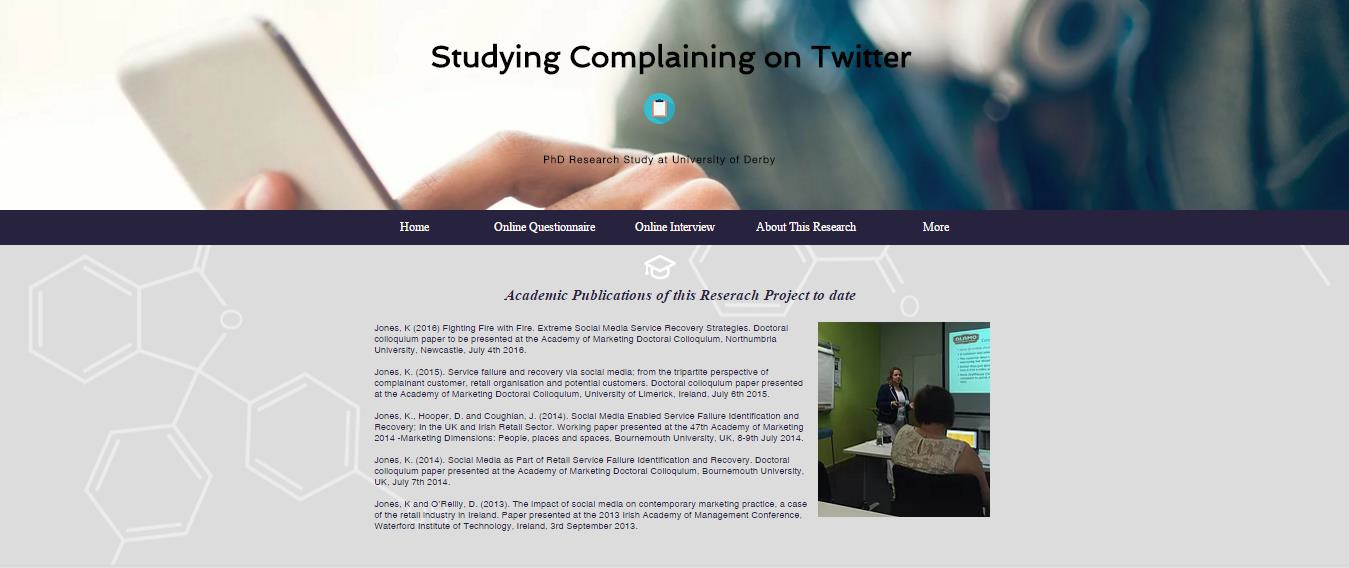 Studying Complaining on Twitter
PhD Research Study at University of Derby
Home Online Questionnaire Online Interview About This Research More
Academic Publications of this Reserach Project to date
Jones, K (2016) Fighting Fire with Fire. Extreme Social Media Service Recovery Strategies. Doctoral
colloquium paper to be presented at the Academy of Marketing Doctoral Colloquium, Northumbria
University, Newcastle, July 4th 2016.
Jones, K. (2015). Service failure and recovery via social media; from the tripartite perspective of
complainant customer, retail organisation and potential customers. Doctoral colloquium paper presented
at the Academy of Marketing Doctoral Colloquium, University of Limerick, Ireland, July 6th 2015.
Jones, K., Hooper, D. and Coughlan, J. (2014). Social Media Enabled Service Failure Identification and
Recovery; in the UK and Irish Retail Sector. Working paper presented at the 47th Academy of Marketing
2014 -Marketing Dimensions: People, places and spaces, Bournemouth University, UK, 8-9th July 2014.
Jones, K. (2014). Social Media as Part of Retail Service Failure Identification and Recovery. Doctoral
colloquium paper presented at the Academy of Marketing Doctoral Colloquium, Bournemouth University,
UK, July 7th 2014.
Jones, K and O'Reilly, D. (2013). The impact of social media on contemporary marketing practice, a case
of the retail industry in Ireland. Paper presented at the 2013 Irish Academy of Management Conference,
Waterford Institute of Technology, Ireland, 3rd September 2013.
ALAMO